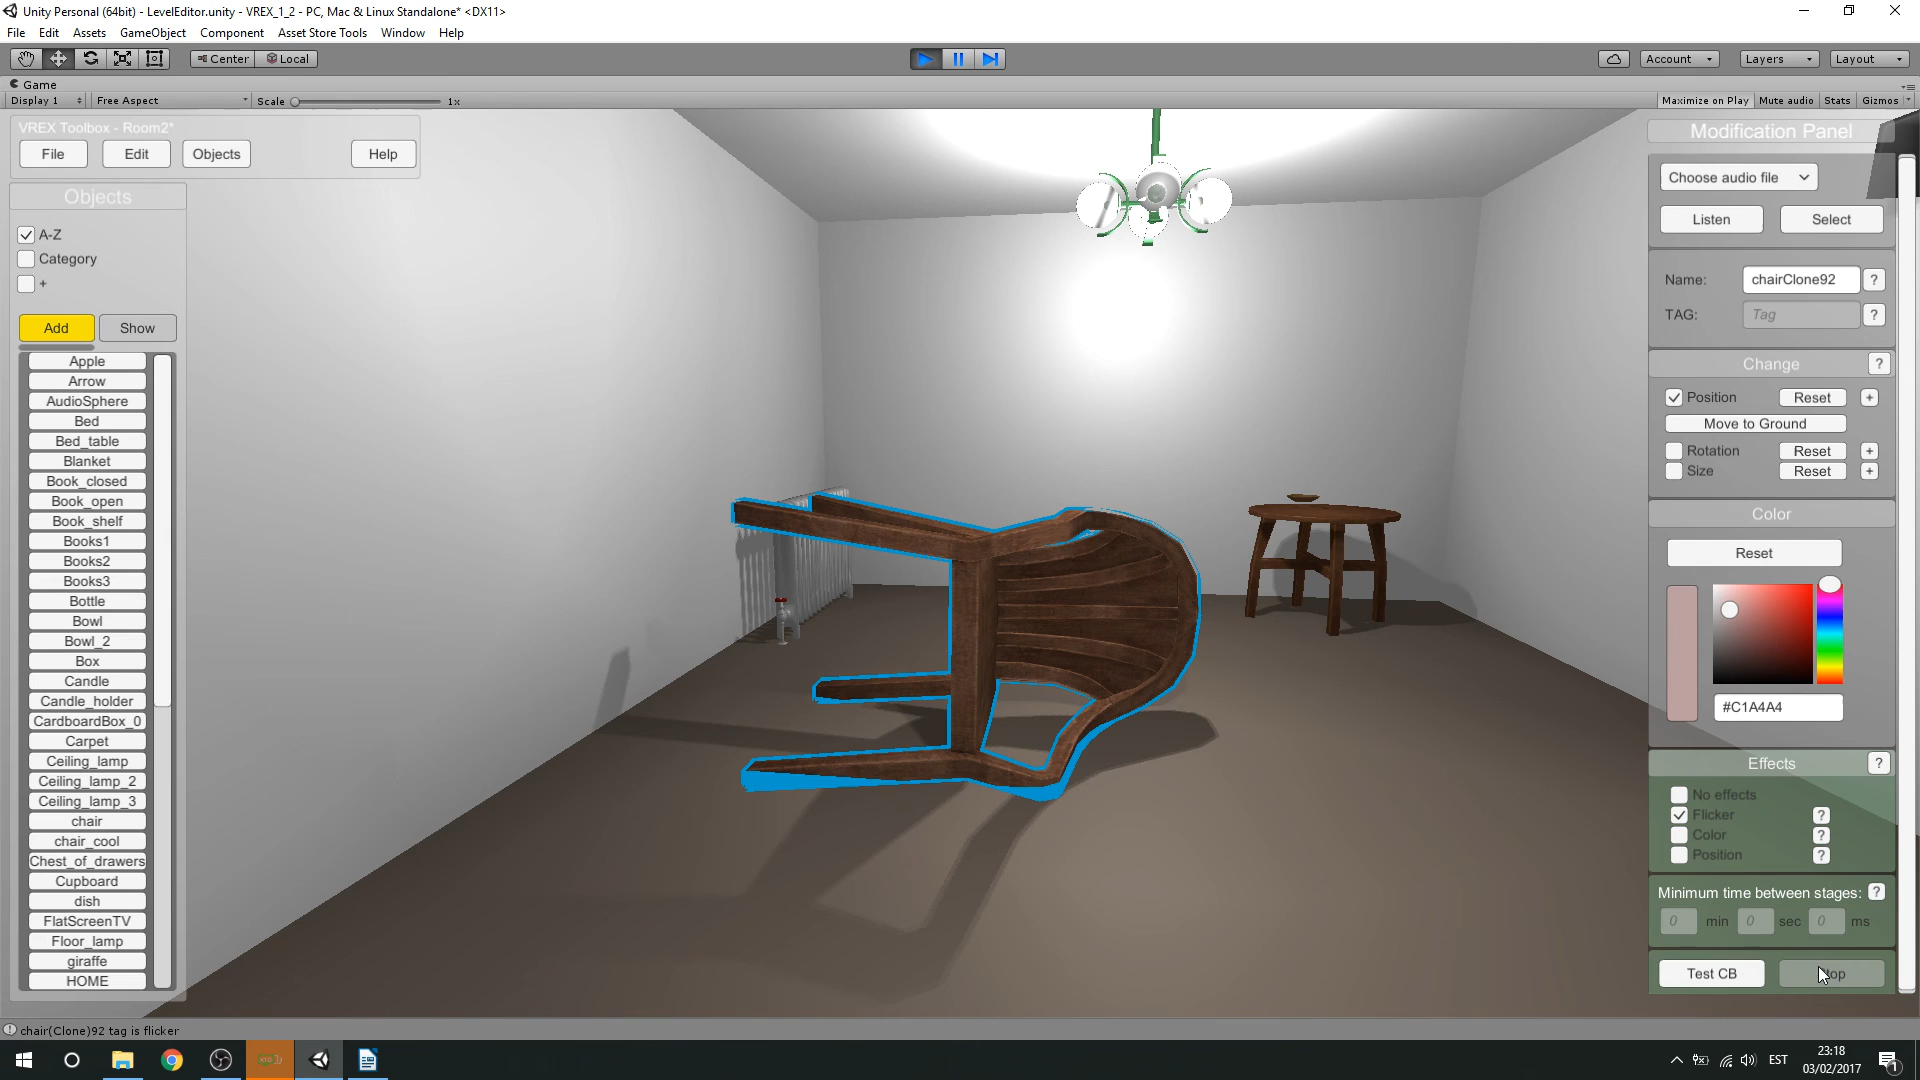 Unity Personal (64bit) - LevelEditor.unity - VREX_1_2 - PC, Mac & Linux Standalone* <DX11>
File Edit Assets GameObject Component Asset Store Tools Window Help
Center Local Account Layers Layout
Game
Display 1 Free Aspect Scale 1x Maximize on Play Mute audio Stats Gizmos
VREX Toolbox - Room2*
File Edit Objects Help
Objects
A-Z
Category
+
Add Show
Apple
Arrow
AudioSphere
Bed
Bed_table
Blanket
Book_closed
Book_open
Book_shelf
Books1
Books2
Books3
Bottle
Bowl
Bowl_2
Box
Candle
Candle_holder
CardboardBox_0
Carpet
Ceiling_lamp
Ceiling_lamp_2
Ceiling_lamp_3
chair
chair_cool
Chest_of_drawers
Cupboard
dish
FlatScreenTV
Floor_lamp
giraffe
HOME
Modification Panel
Choose audio file
Listen Select
Name: chairClone92 ?
TAG: Tag ?
Change ?
Position Reset +
Move to Ground
Rotation Reset +
Size Reset +
Color
Reset
#C1A4A4
Effects ?
No effects
Flicker ?
Color ?
Position ?
Minimum time between stages: ?
0 min 0 sec 0 ms
Test CB
chair(Clone)92 tag is flicker
EST
23:18
03/02/2017
1